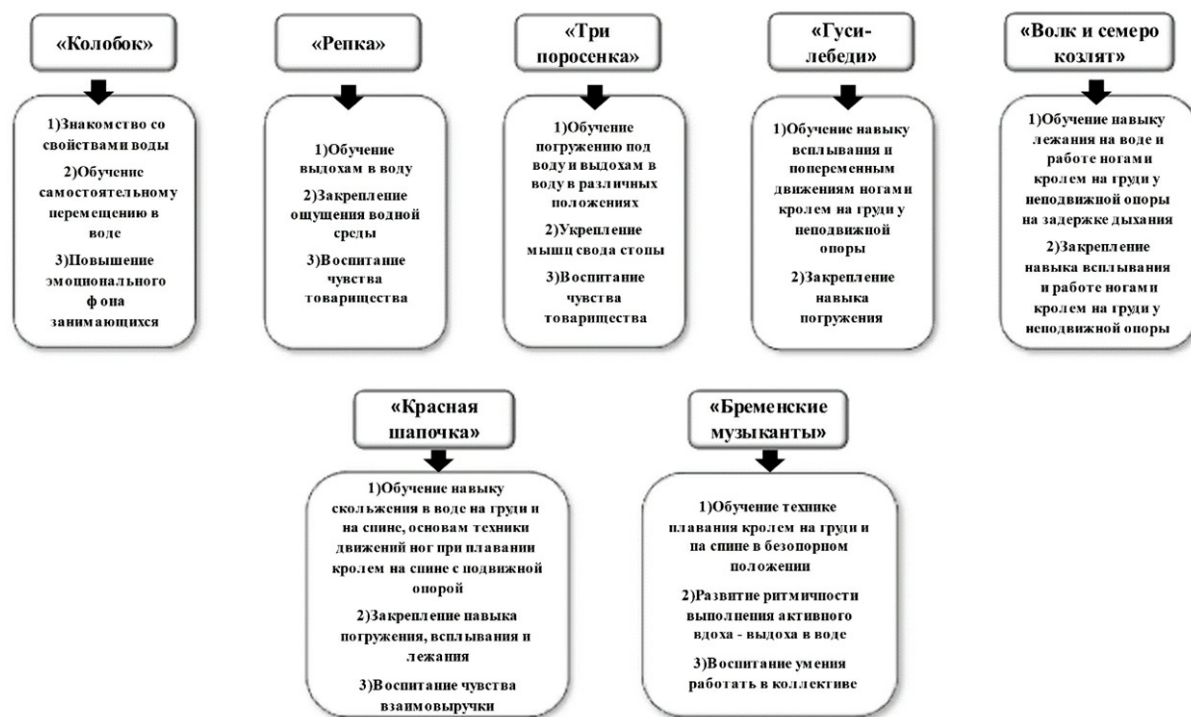 «Колобок»
1)Знакомство со
свойствами воды
2)Обучение
самостоятельному
перемещению в
воде
3)Повышение
эмоционального
фона
занимающихся
«Репка»
1)Обучение
выдохам в воду
2)Закрепление
ощущения водной
среды
3)Воспитание
чувства
товарищества
«Три
поросенка»
1)Обучение
погружению под
воду и выдохам в
воду в различных
положениях
2)Укрепление
мышц свода стопы
3)Воспитание
чувства
товарищества
«Гуси-
лебеди»
1)Обучение навыку
всплывания и
попеременным
движениям ногами
кролем на груди у
неподвижной
опоры
2)Закрепление
навыка
погружения
«Волк и семеро
козлят»
1)Обучение навыку
лежания на воде и
работе ногами
кролем на груди у
неподвижной опоры
на задержке дыхания
2)Закрепление
навыка всплывания
и работе ногами
кролем на груди у
неподвижной опоры
«Красная
шапочка»
1)Обучение навыку
скольжения в воде на груди и
на спине, основам техники
движений ног при плавании
кролем на спине с подвижной
опорой
2)Закрепление навыка
погружения, всплывания и
лежания
3)Воспитание чувства
взаимовыручки
«Бременские
музыканты»
1)Обучение технике
плавания кролем на груди и
на спине в безопорном
положении
2)Развитие ритмичности
выполнения активного
вдоха - выдоха в воде
3)Воспитание умения
работать в коллективе